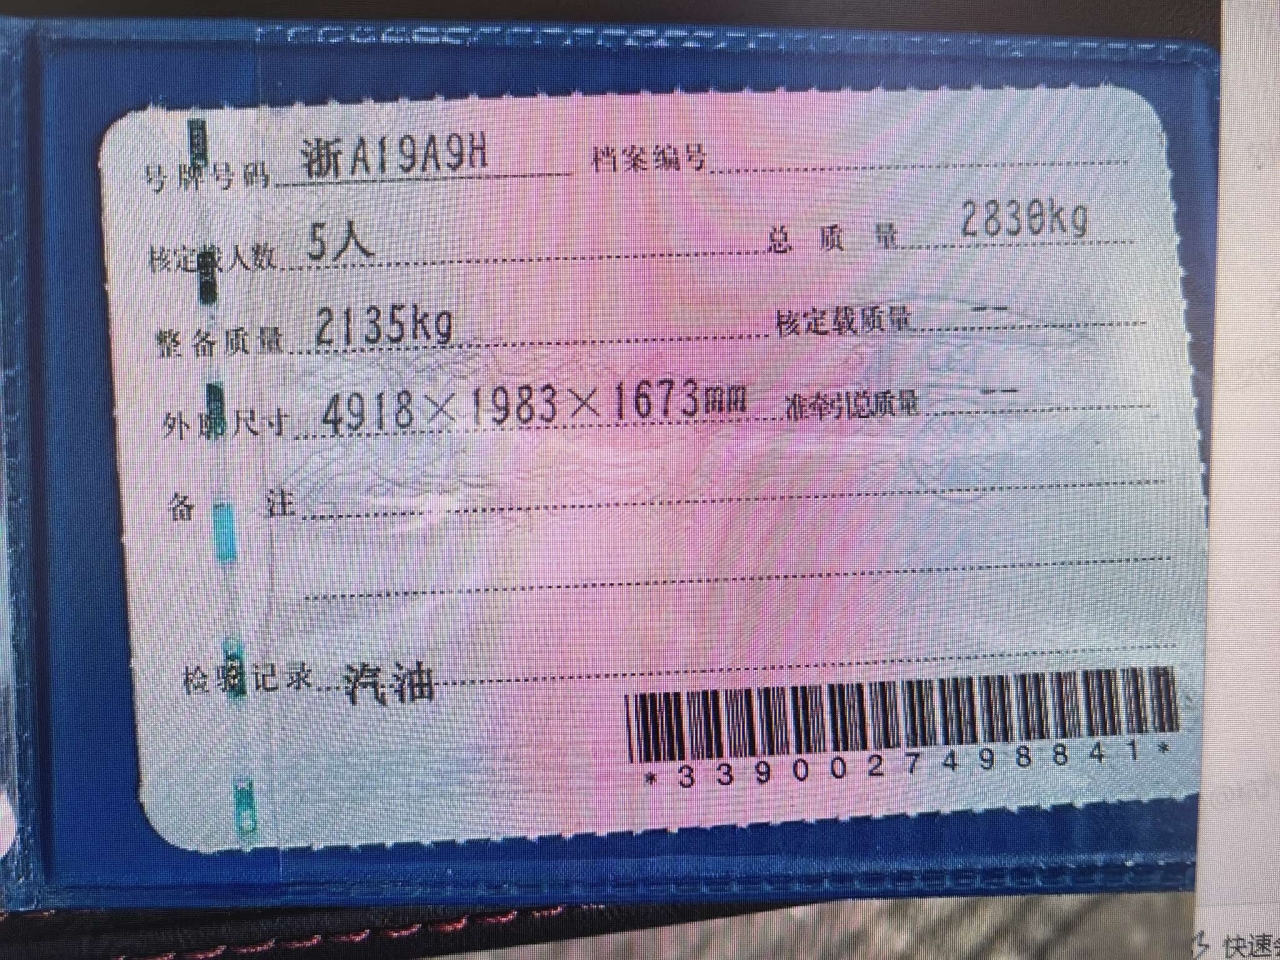 号牌号码 浙A19A9H 档案编号
核定载人数 5人 总质量 2830kg
整备质量 2135kg 核定载质量 --
外廓尺寸 4918×1983×1673mm 准牵引总质量 --
备注
检验记录 汽油
*3390027498841*
快速